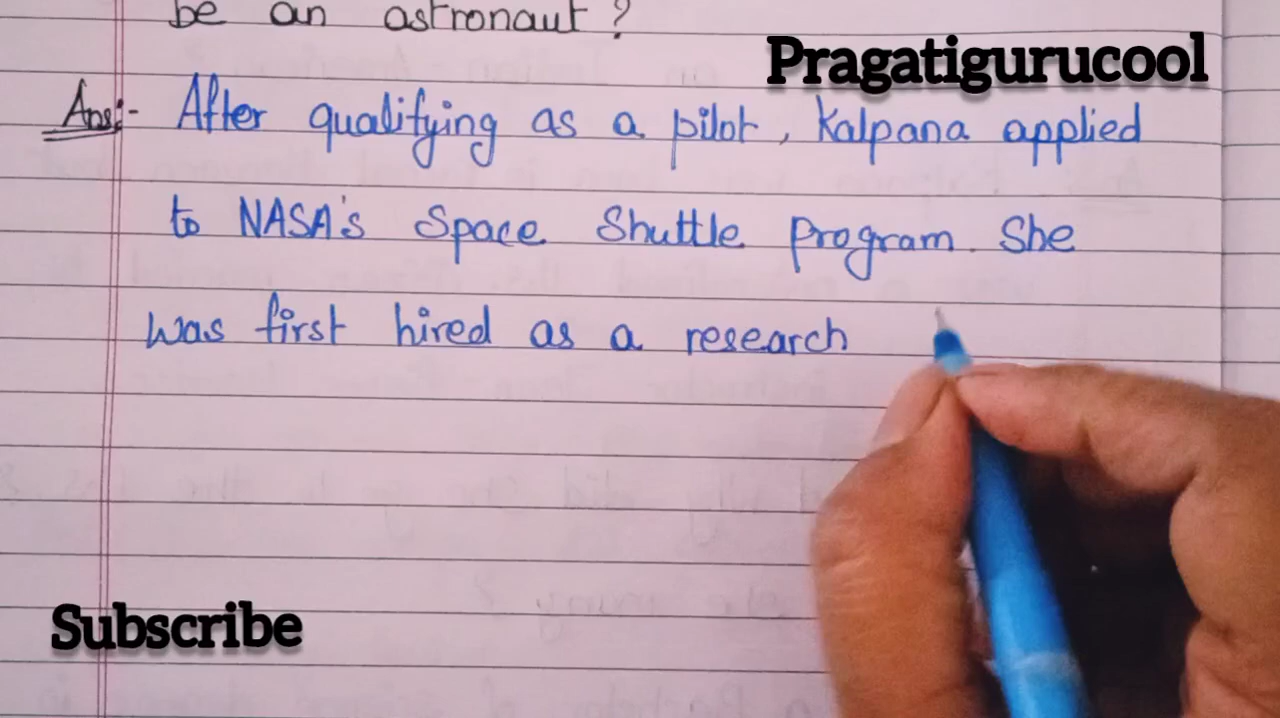 be an astronaut ?
Pragatigurucool
Ans:- After qualifying as a pilot, Kalpana applied
to NASA's Space Shuttle Program. She
was first hired as a research
Subscribe